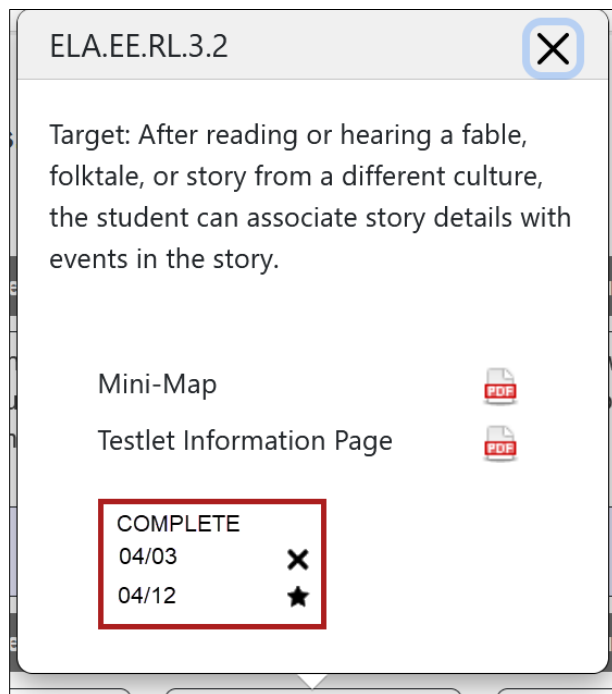 ELA.EE.RL.3.2
Target: After reading or hearing a fable,
folktale, or story from a different culture,
the student can associate story details with
events in the story.
Mini-Map
PDF
Testlet Information Page
PDF
COMPLETE
04/03
04/12